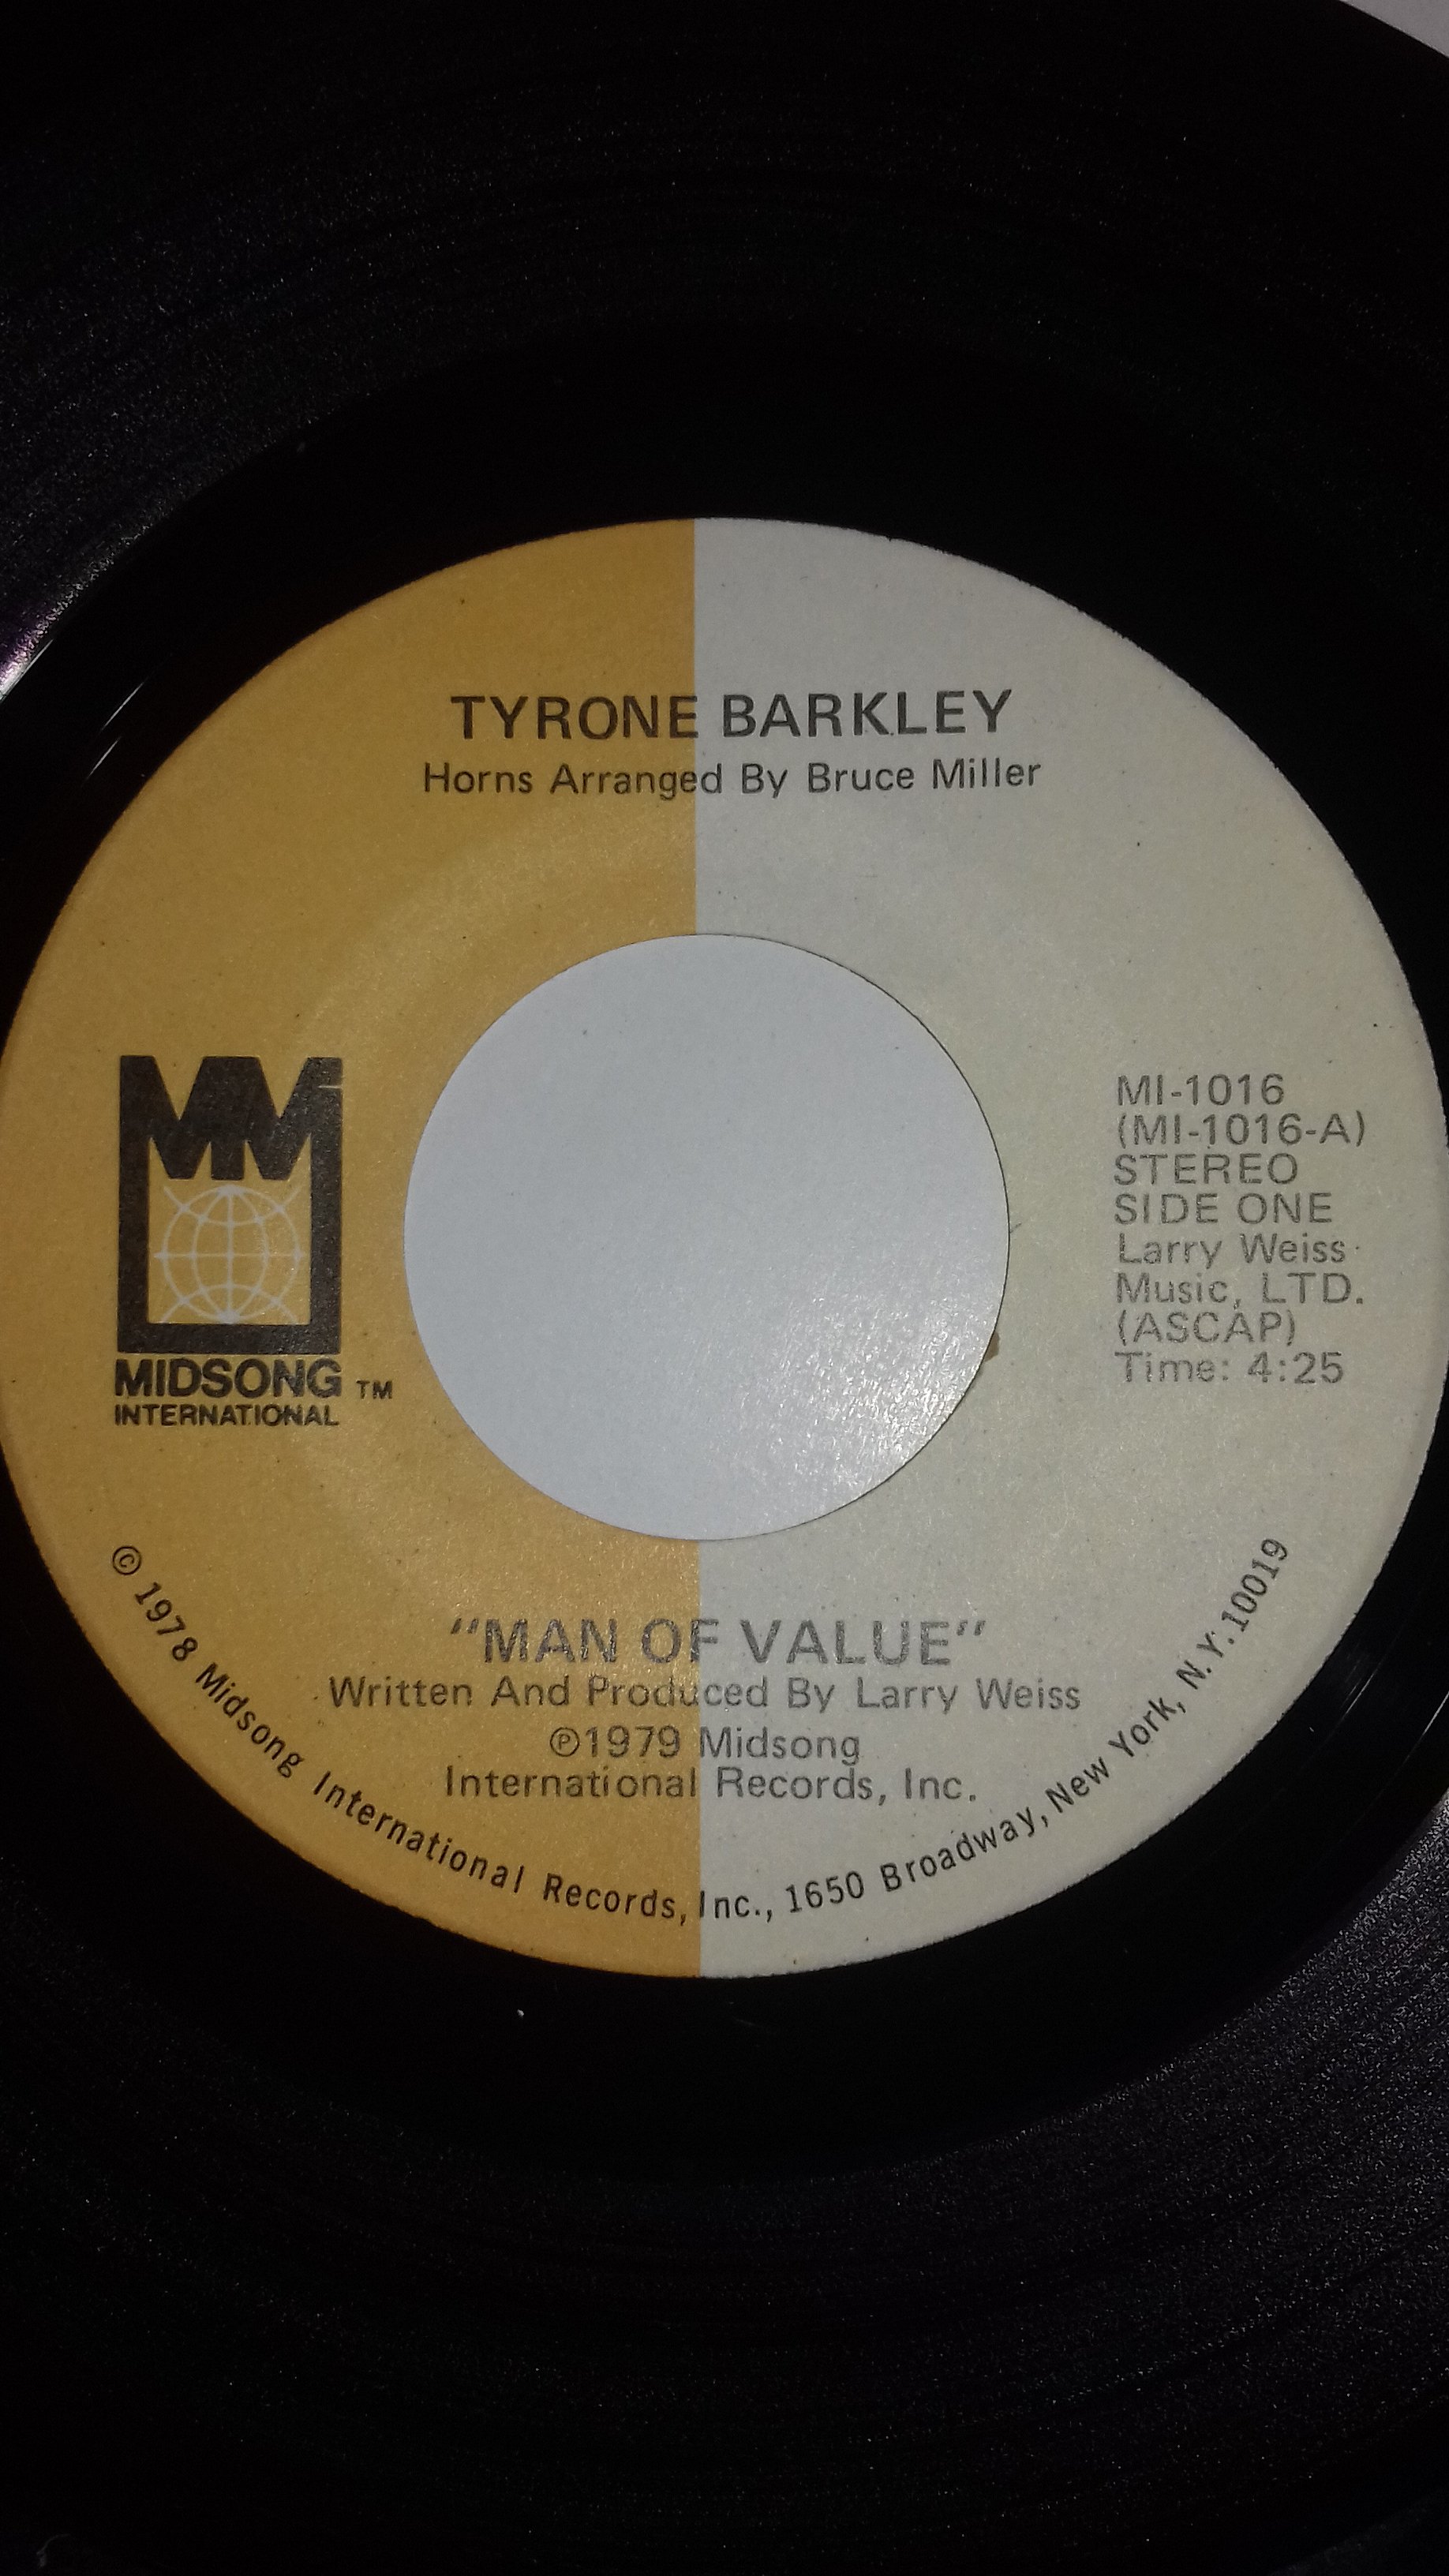 TYRONE BARKLEY
Horns Arranged By Bruce Miller
MM
MIDSONG TM
INTERNATIONAL
MI-1016
(MI-1016-A)
STEREO
SIDE ONE
Larry Weiss
Music, LTD.
(ASCAP)
Time: 4:25
"MAN OF VALUE"
Written And Produced By Larry Weiss
℗1979 Midsong
International Records, Inc.
© 1978 Midsong International Records, Inc., 1650 Broadway, New York, N.Y. 10019